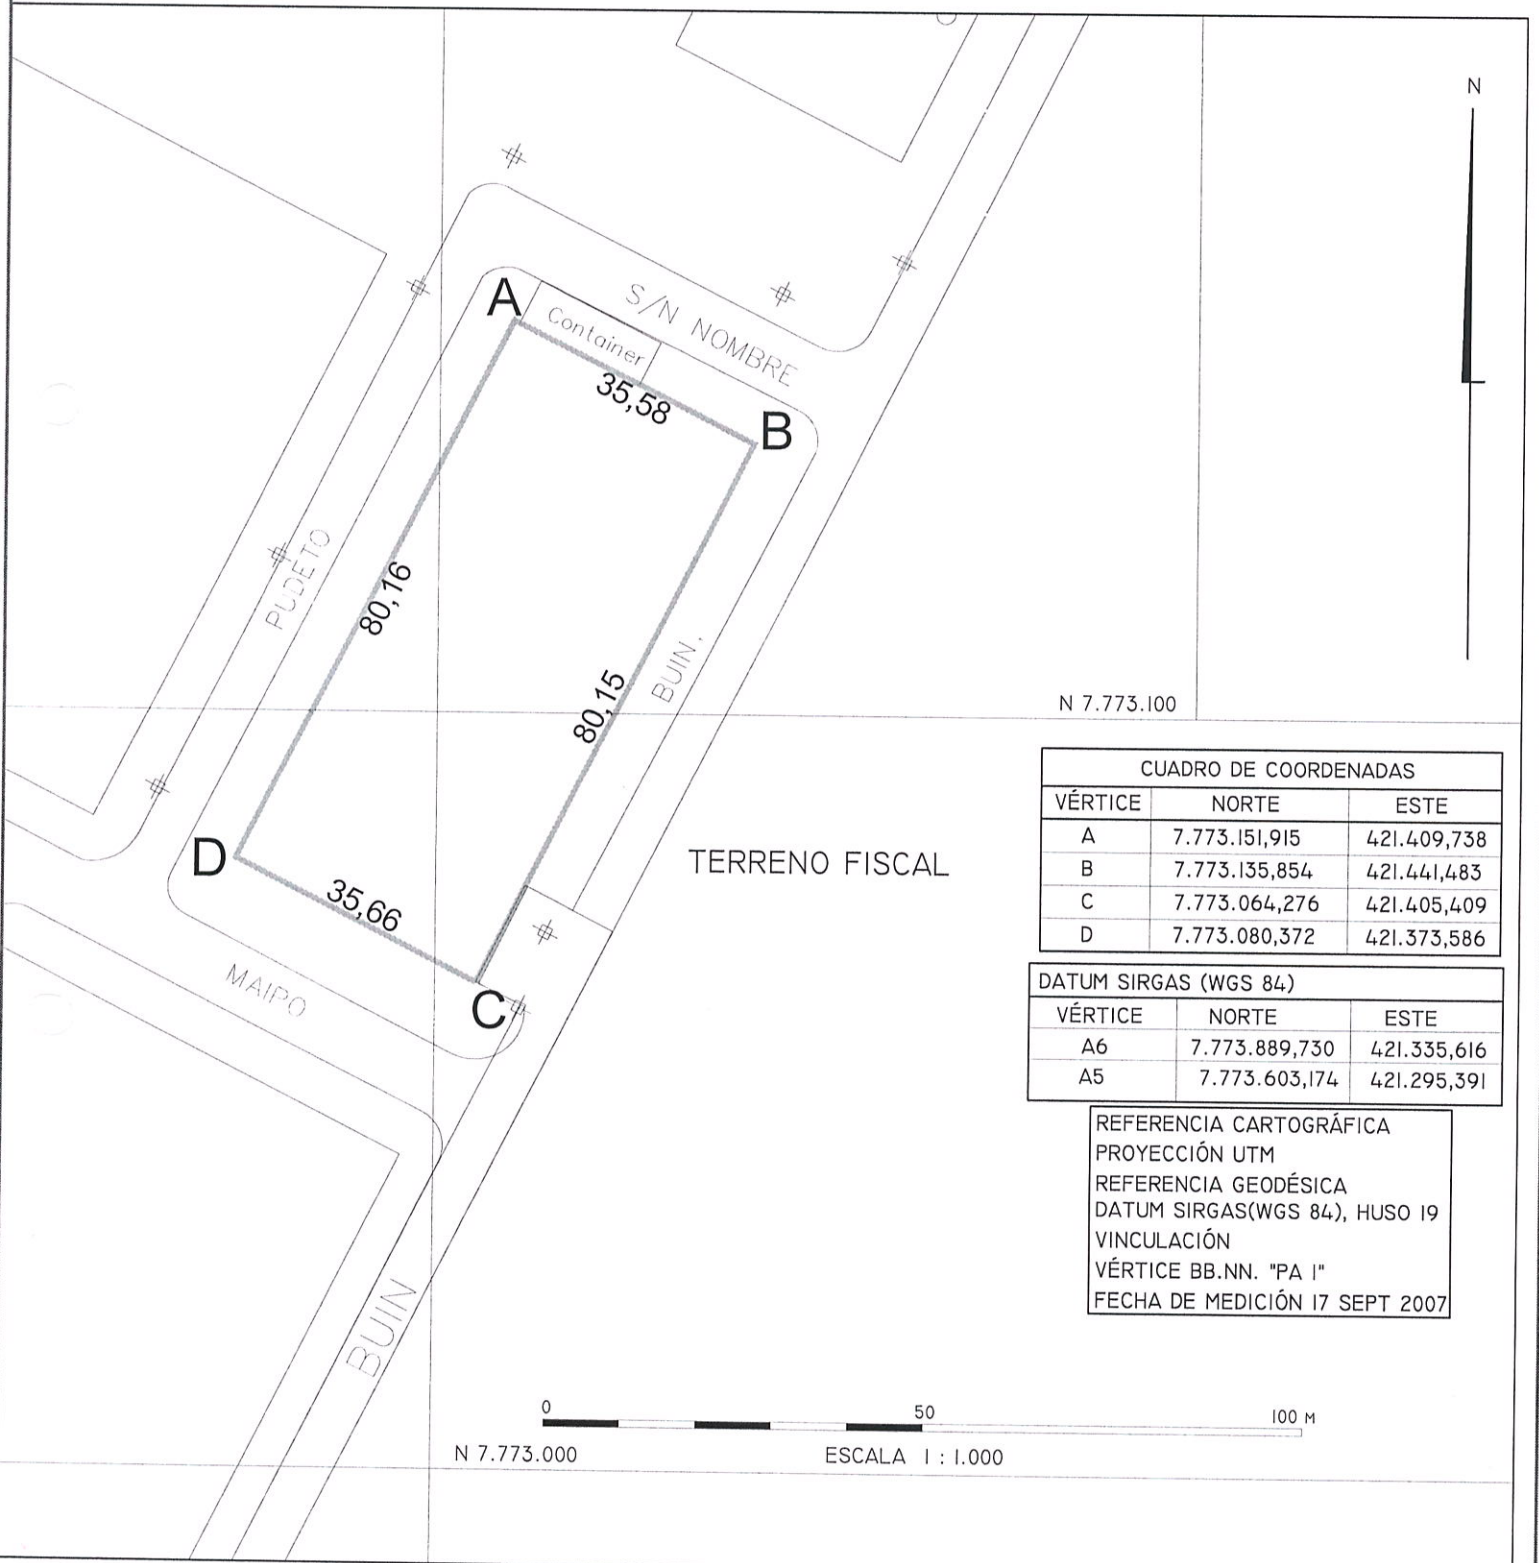 N
A
S/N NOMBRE
Container
35,58
B
PUDETO
80,16
BUIN.
80,15
N 7.773.100
CUADRO DE COORDENADAS
VÉRTICE NORTE ESTE
A 7.773.151,915 421.409,738
B 7.773.135,854 421.441,483
C 7.773.064,276 421.405,409
D 7.773.080,372 421.373,586
D
TERRENO FISCAL
35,66
MAIPO
C
DATUM SIRGAS (WGS 84)
VÉRTICE NORTE ESTE
A6 7.773.889,730 421.335,616
A5 7.773.603,174 421.295,391
REFERENCIA CARTOGRÁFICA
PROYECCIÓN UTM
REFERENCIA GEODÉSICA
DATUM SIRGAS(WGS 84), HUSO 19
VINCULACIÓN
VÉRTICE BB.NN. "PA 1"
FECHA DE MEDICIÓN 17 SEPT 2007
BUIN
0 50 100 M
N 7.773.000
ESCALA 1 : 1.000